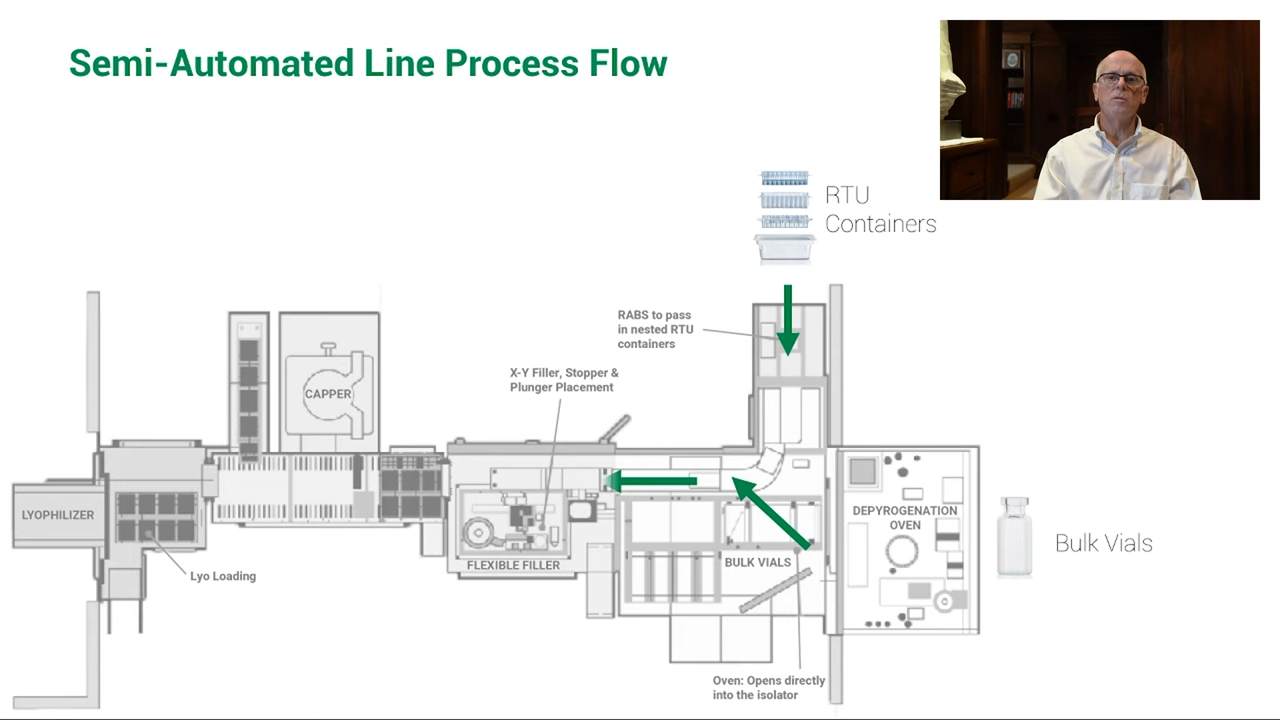 Semi-Automated Line Process Flow
RTU
Containers
RABS to pass
in nested RTU
containers
X-Y Filler, Stopper &
Plunger Placement
CAPPER
LYOPHILIZER
DEPYROGENATION
OVEN
Bulk Vials
BULK VIALS
FLEXIBLE FILLER
Lyo Loading
Oven: Opens directly
into the isolator